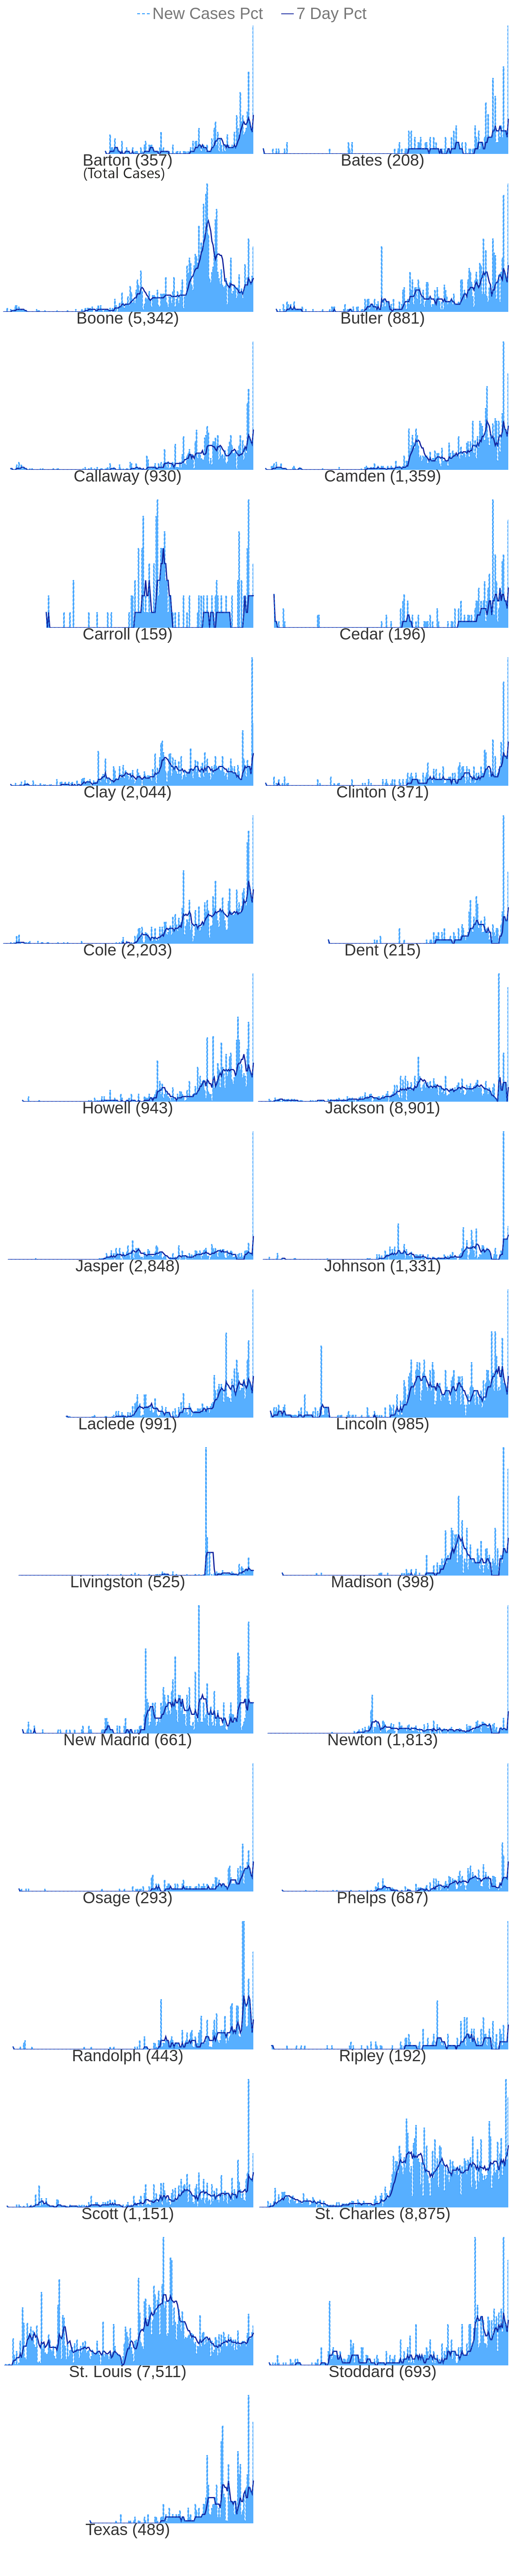 New Cases Pct 7 Day Pct
Barton (357) Bates (208)
(Total Cases)
Boone (5,342) Butler (881)
Callaway (930) Camden (1,359)
Carroll (159) Cedar (196)
Clay (2,044) Clinton (371)
Cole (2,203) Dent (215)
Howell (943) Jackson (8,901)
Jasper (2,848) Johnson (1,331)
Laclede (991) Lincoln (985)
Livingston (525) Madison (398)
New Madrid (661) Newton (1,813)
Osage (293) Phelps (687)
Randolph (443) Ripley (192)
Scott (1,151) St. Charles (8,875)
St. Louis (7,511) Stoddard (693)
Texas (489)